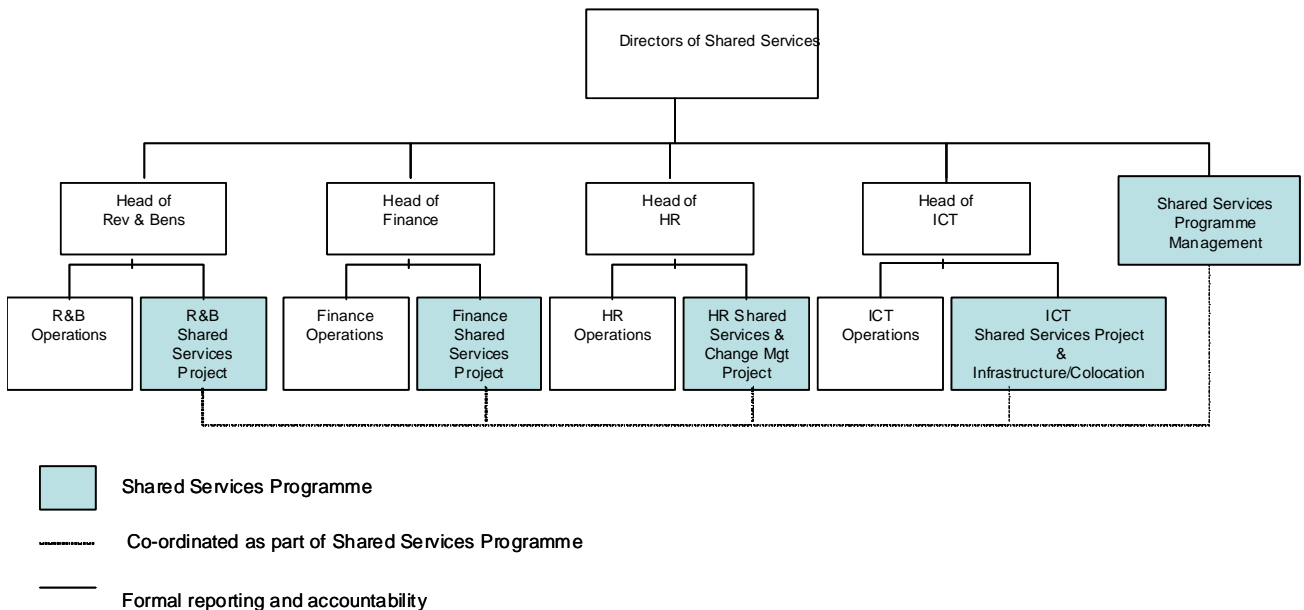 Directors of Shared Services
Head of
Rev & Bens
Head of
Finance
Head of
HR
Head of
ICT
Shared Services
Programme
Management
R&B
Operations
R&B
Shared
Services
Project
Finance
Operations
Finance
Shared
Services
Project
HR
Operations
HR Shared
Services &
Change Mgt
Project
ICT
Operations
ICT
Shared Services Project
&
Infrastructure/Colocation
Shared Services Programme
Co-ordinated as part of Shared Services Programme
Formal reporting and accountability